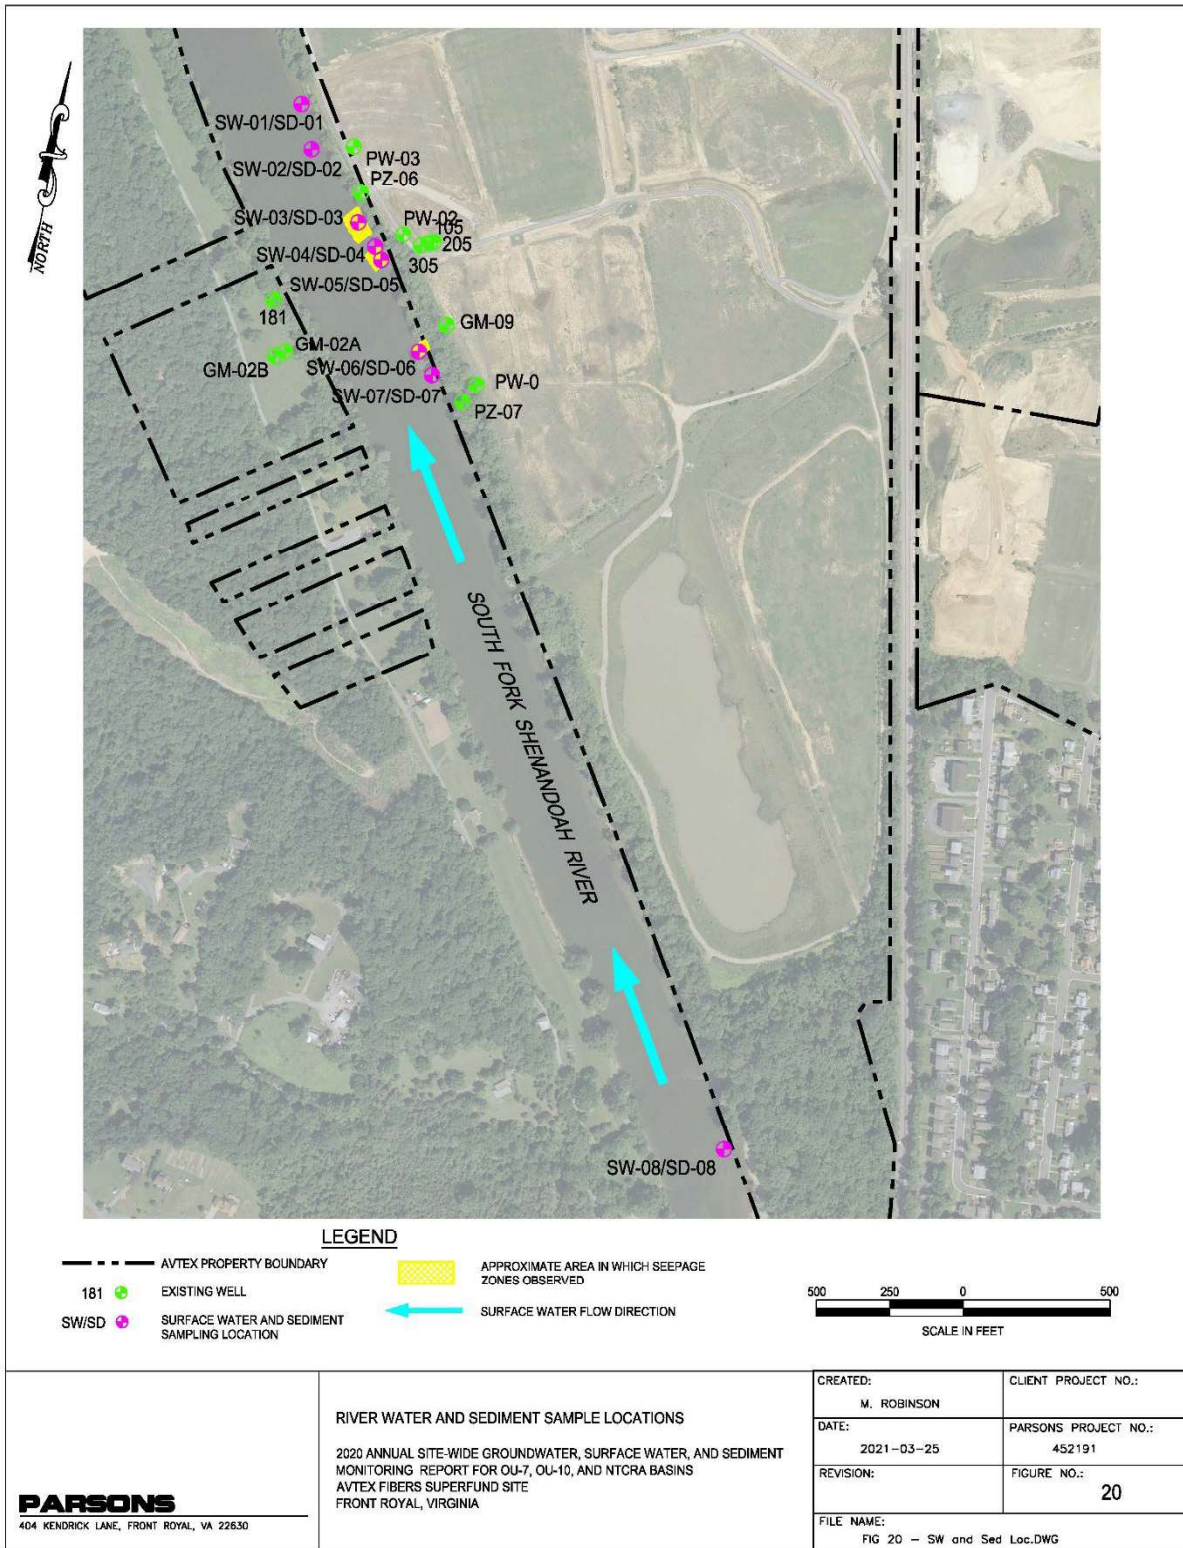 NORTH
SW-01/SD-01
SW-02/SD-02
PW-03
PZ-06
SW-03/SD-03
PW-02
105
SW-04/SD-04
205
305
SW-05/SD-05
181
GM-09
GM-02A
GM-02B
SW-06/SD-06
SW-07/SD-07
PW-0
PZ-07
SOUTH FORK SHENANDOAH RIVER
SW-08/SD-08
LEGEND
AVTEX PROPERTY BOUNDARY
181 EXISTING WELL
SW/SD SURFACE WATER AND SEDIMENT
SAMPLING LOCATION
APPROXIMATE AREA IN WHICH SEEPAGE
ZONES OBSERVED
SURFACE WATER FLOW DIRECTION
500 250 0 500
SCALE IN FEET
PARSONS
404 KENDRICK LANE, FRONT ROYAL, VA 22630
RIVER WATER AND SEDIMENT SAMPLE LOCATIONS
2020 ANNUAL SITE-WIDE GROUNDWATER, SURFACE WATER, AND SEDIMENT
MONITORING REPORT FOR OU-7, OU-10, AND NTCRA BASINS
AVTEX FIBERS SUPERFUND SITE
FRONT ROYAL, VIRGINIA
CREATED:
M. ROBINSON
CLIENT PROJECT NO.:
DATE:
2021-03-25
PARSONS PROJECT NO.:
452191
REVISION:
FIGURE NO.:
20
FILE NAME:
FIG 20 - SW and Sed Loc.DWG